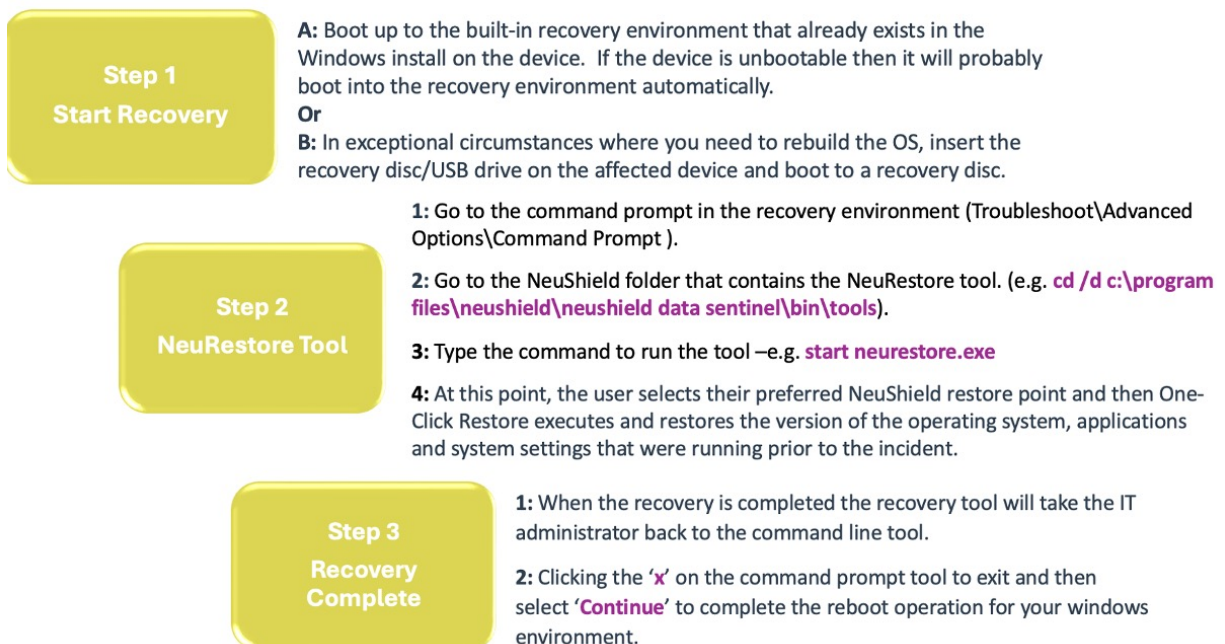 Step 1
Start Recovery
A: Boot up to the built-in recovery environment that already exists in the
Windows install on the device.  If the device is unbootable then it will probably
boot into the recovery environment automatically.
Or
B: In exceptional circumstances where you need to rebuild the OS, insert the
recovery disc/USB drive on the affected device and boot to a recovery disc.
Step 2
NeuRestore Tool
1: Go to the command prompt in the recovery environment (Troubleshoot\Advanced
Options\Command Prompt ).
2: Go to the NeuShield folder that contains the NeuRestore tool. (e.g. cd /d c:\program
files\neushield\neushield data sentinel\bin\tools).
3: Type the command to run the tool –e.g. start neurestore.exe
4: At this point, the user selects their preferred NeuShield restore point and then One-
Click Restore executes and restores the version of the operating system, applications
and system settings that were running prior to the incident.
Step 3
Recovery
Complete
1: When the recovery is completed the recovery tool will take the IT
administrator back to the command line tool.
2: Clicking the ‘x’ on the command prompt tool to exit and then
select ‘Continue’ to complete the reboot operation for your windows
environment.